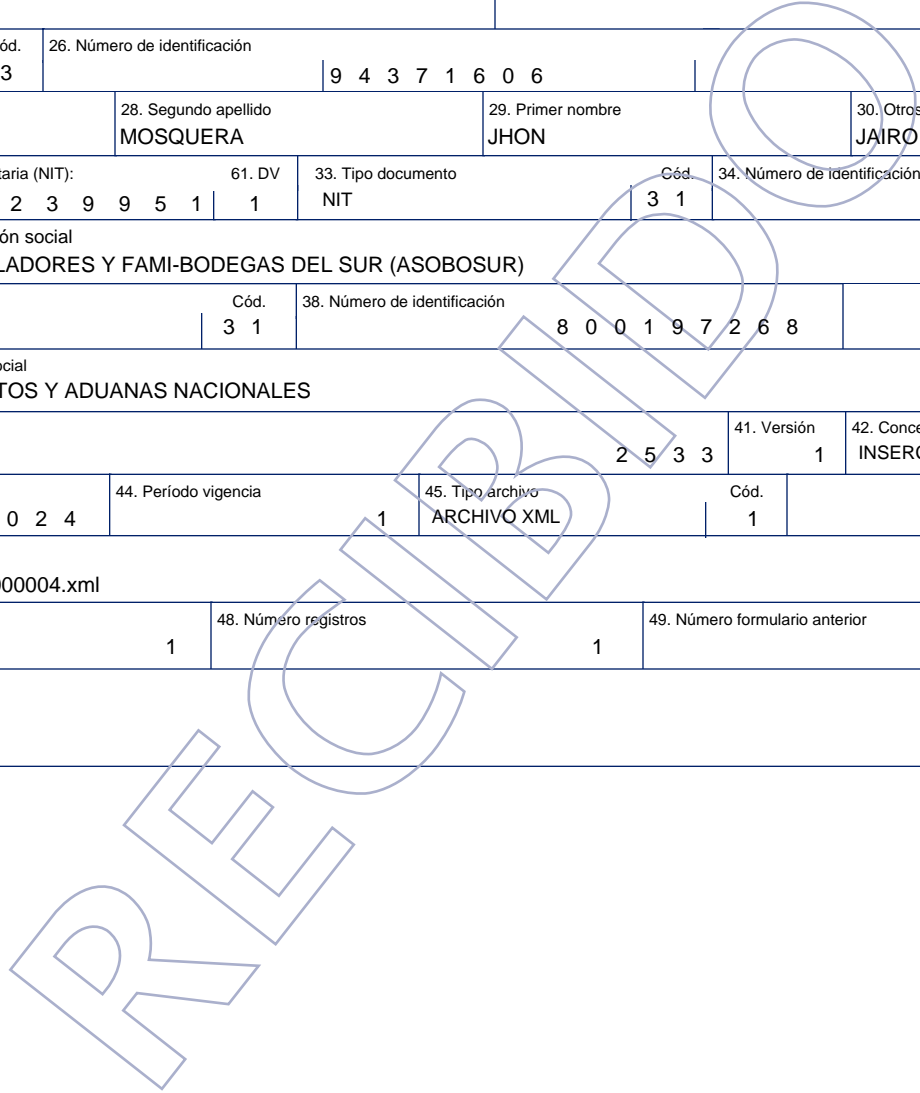 ód. 26. Número de identificación
3 9 4 3 7 1 6 0 6
28. Segundo apellido 29. Primer nombre 30. Otros
MOSQUERA JHON JAIRO
taria (NIT): 61. DV 33. Tipo documento Cód. 34. Número de identificación
2 3 9 9 5 1 1 NIT 3 1
ón social
LADORES Y FAMI-BODEGAS DEL SUR (ASOBOSUR)
Cód. 38. Número de identificación
3 1 8 0 0 1 9 7 2 6 8
ocial
TOS Y ADUANAS NACIONALES
41. Versión 42. Conce
2 5 3 3 1 INSERC
44. Período vigencia 45. Tipo archivo Cód.
0 2 4 1 ARCHIVO XML 1
000004.xml
48. Número registros 49. Número formulario anterior
1 1
RECIBIDO